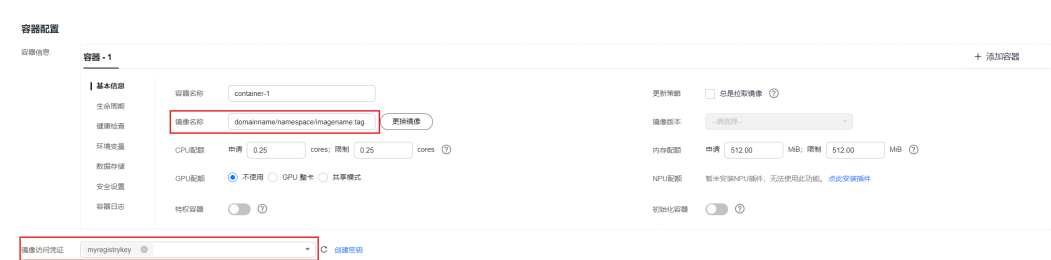 容器配置
容器信息
容器 - 1
+ 添加容器
基本信息
生命周期
健康检查
环境变量
数据存储
安全设置
容器日志
容器名称 container-1
更新策略 总是拉取镜像 ?
镜像名称 domainname/namespace/imagename:tag 更换镜像
镜像版本 --请选择--
CPU配额 申请 0.25 cores; 限制 0.25 cores ?
内存配额 申请 512.00 MiB; 限制 512.00 MiB ?
GPU配额 不使用 GPU 整卡 共享模式
NPU配额 暂未安装NPU插件，无法使用此功能。 点此安装插件
特权容器 ?
初始化容器 ?
镜像访问凭证 myregistrykey 创建密钥